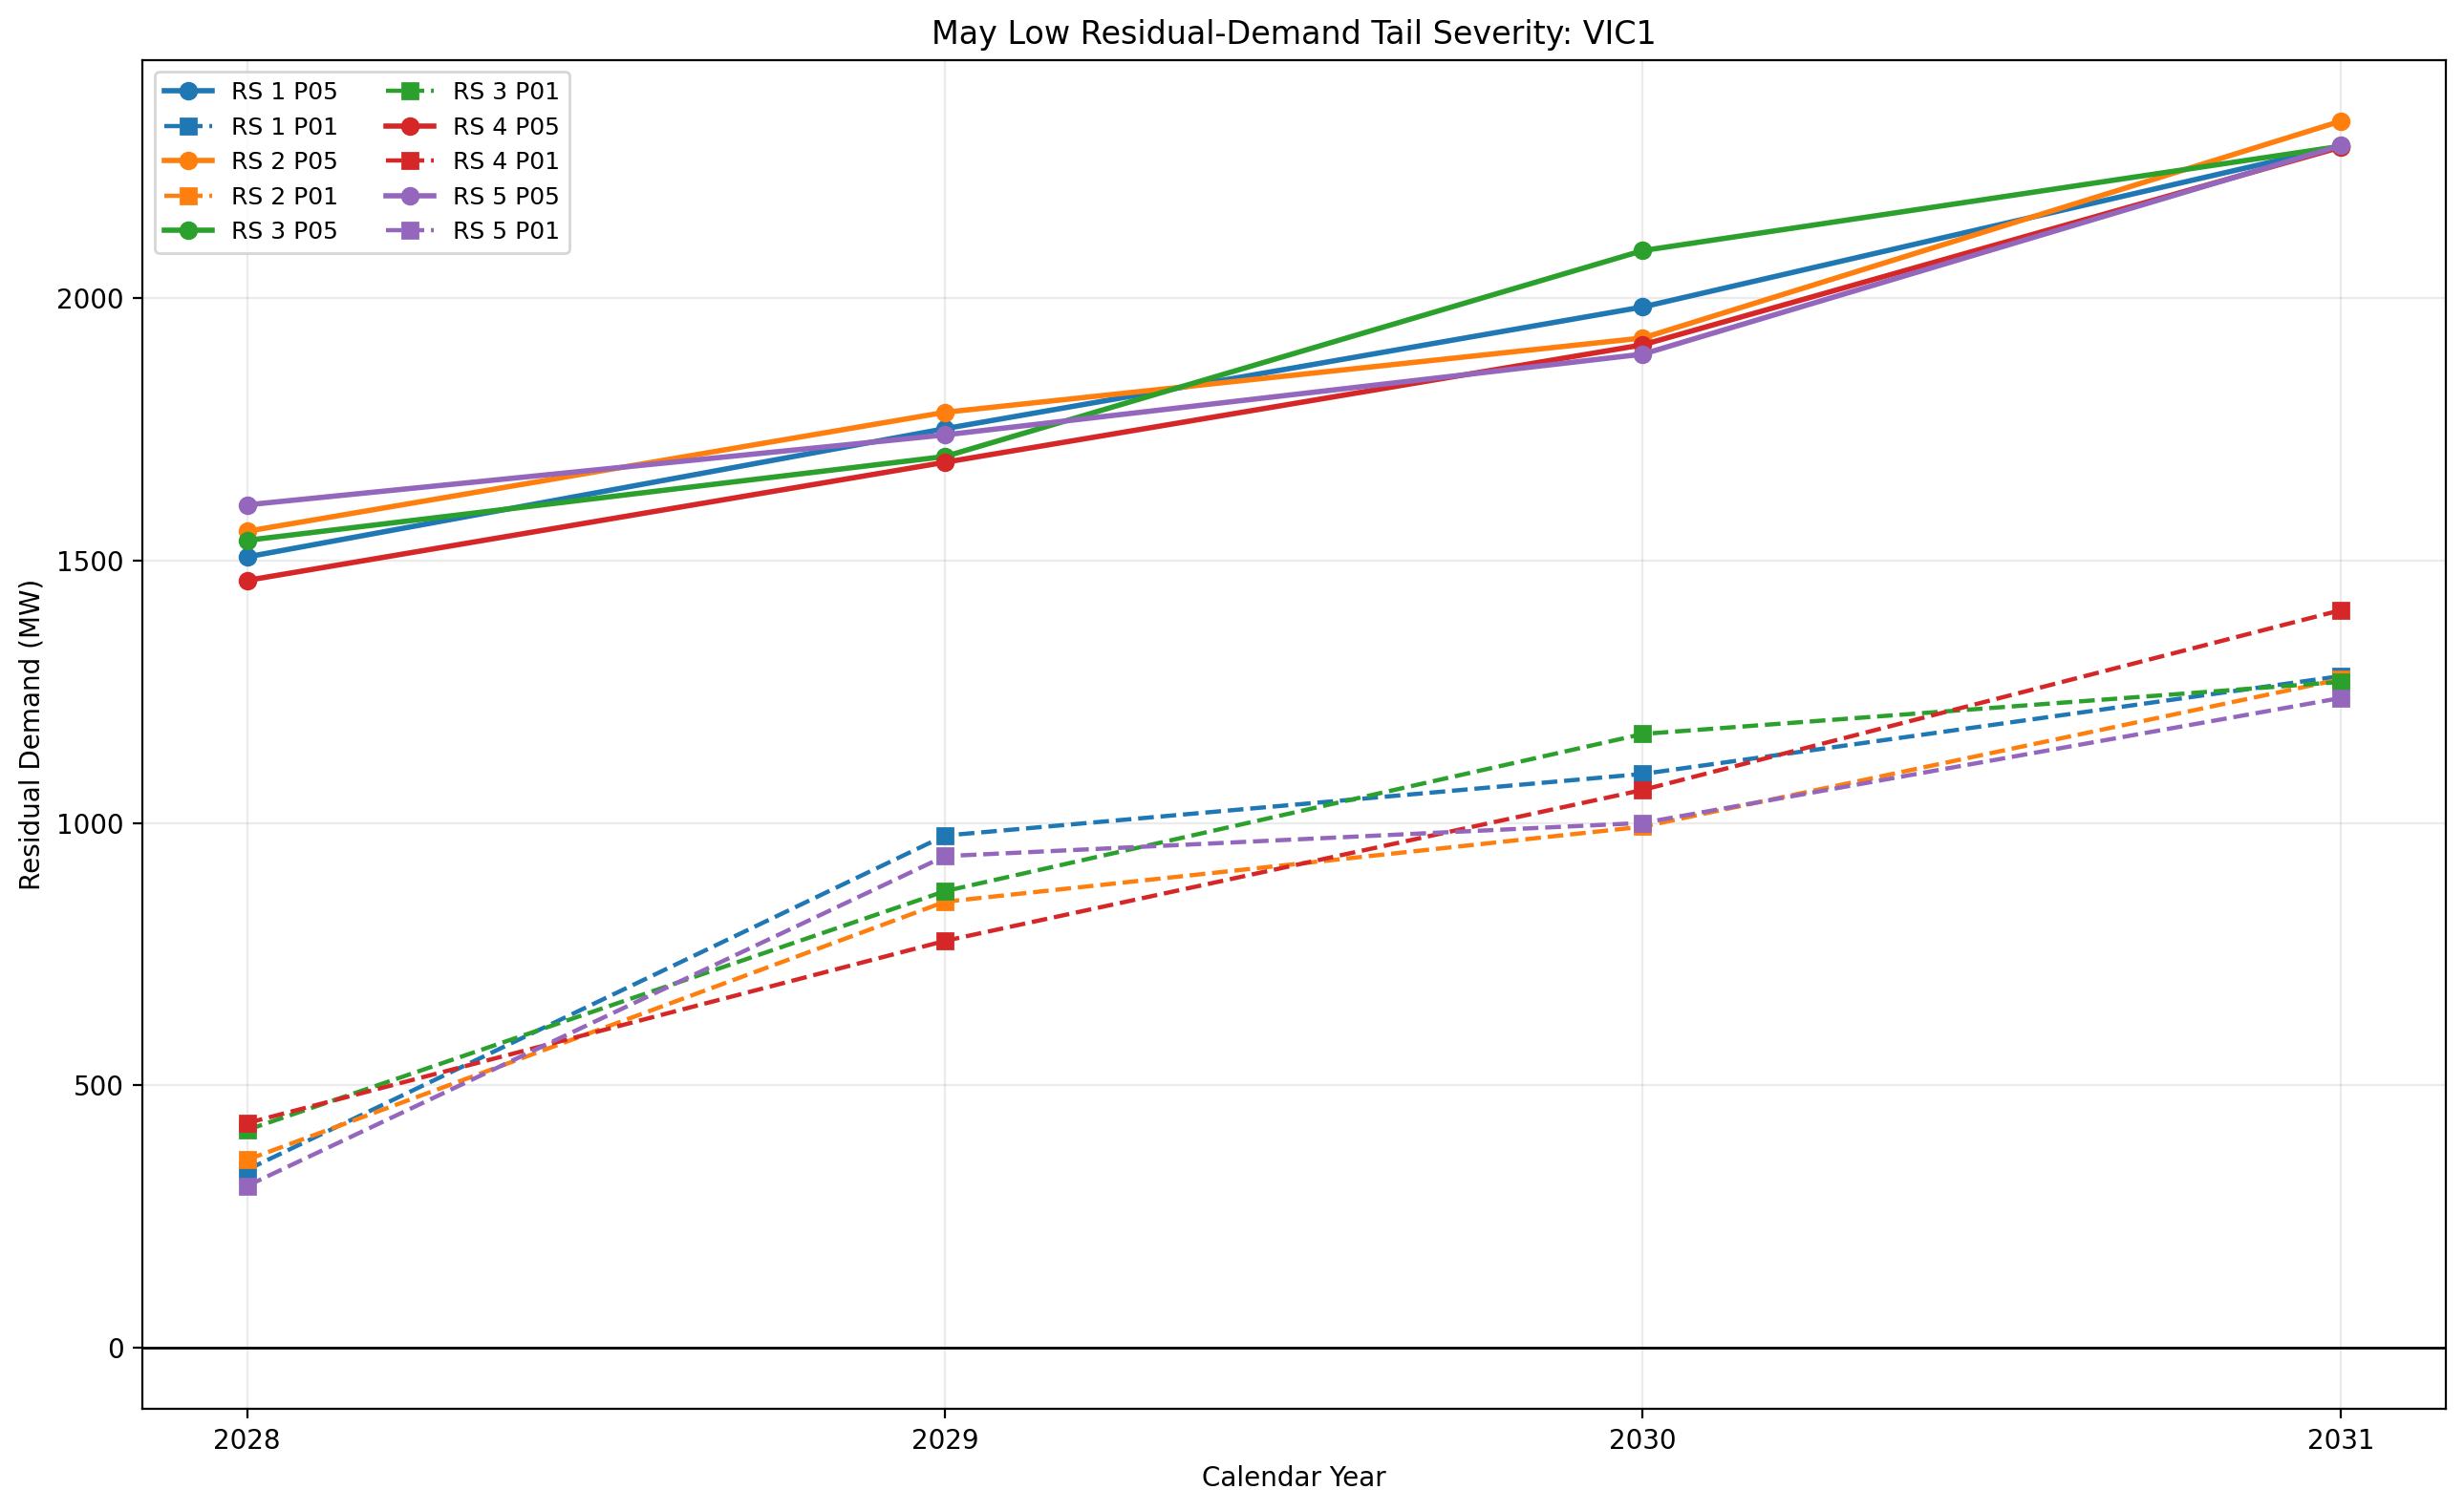 May Low Residual-Demand Tail Severity: VIC1
RS 1 P05
RS 1 P01
RS 2 P05
RS 2 P01
RS 3 P05
RS 3 P01
RS 4 P05
RS 4 P01
RS 5 P05
RS 5 P01
Residual Demand (MW)
2000
1500
1000
500
0
2028
2029
2030
2031
Calendar Year